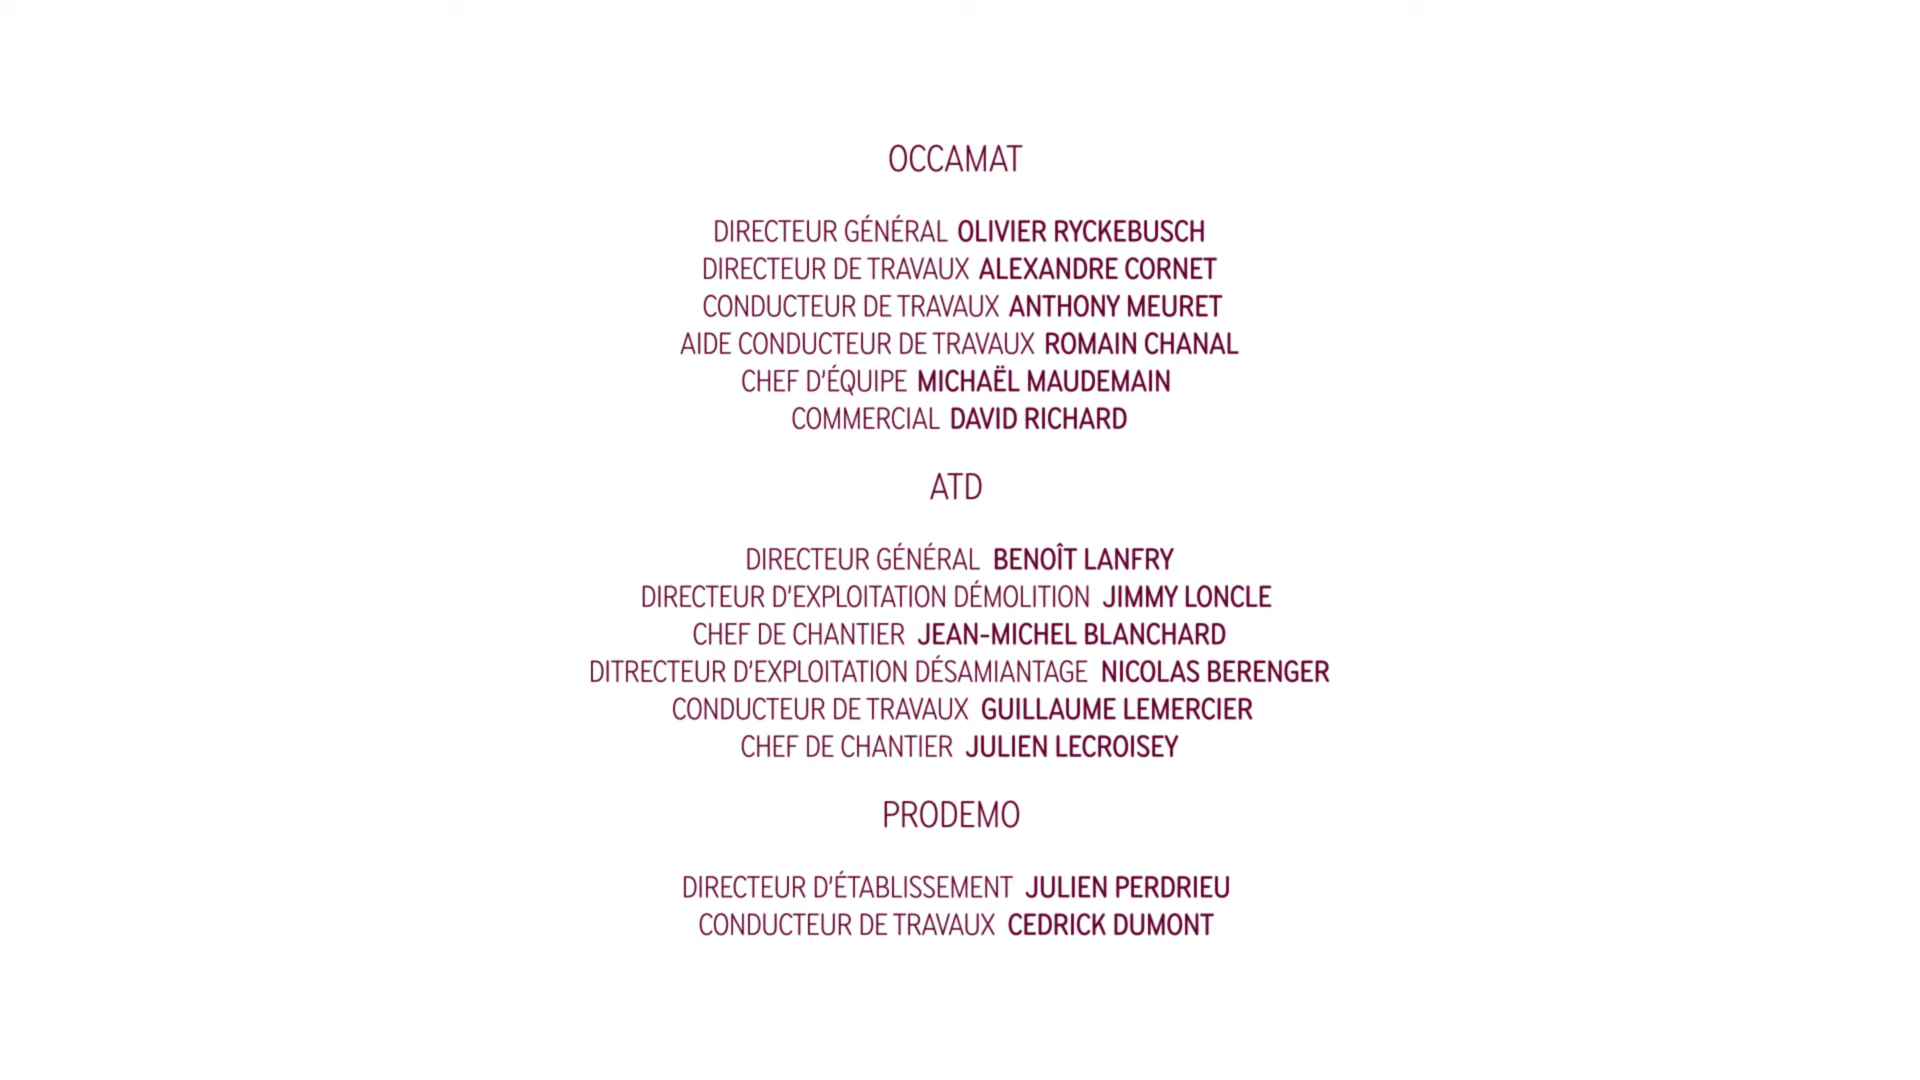 OCCAMAT
DIRECTEUR GÉNÉRAL OLIVIER RYCKEBUSCH
DIRECTEUR DE TRAVAUX ALEXANDRE CORNET
CONDUCTEUR DE TRAVAUX ANTHONY MEURET
AIDE CONDUCTEUR DE TRAVAUX ROMAIN CHANAL
CHEF D'ÉQUIPE MICHAËL MAUDEMAIN
COMMERCIAL DAVID RICHARD
ATD
DIRECTEUR GÉNÉRAL BENOÎT LANFRY
DIRECTEUR D'EXPLOITATION DÉMOLITION JIMMY LONCLE
CHEF DE CHANTIER JEAN-MICHEL BLANCHARD
DITRECTEUR D'EXPLOITATION DÉSAMIANTAGE NICOLAS BERENGER
CONDUCTEUR DE TRAVAUX GUILLAUME LEMERCIER
CHEF DE CHANTIER JULIEN LECROISEY
PRODEMO
DIRECTEUR D'ÉTABLISSEMENT JULIEN PERDRIEU
CONDUCTEUR DE TRAVAUX CEDRICK DUMONT